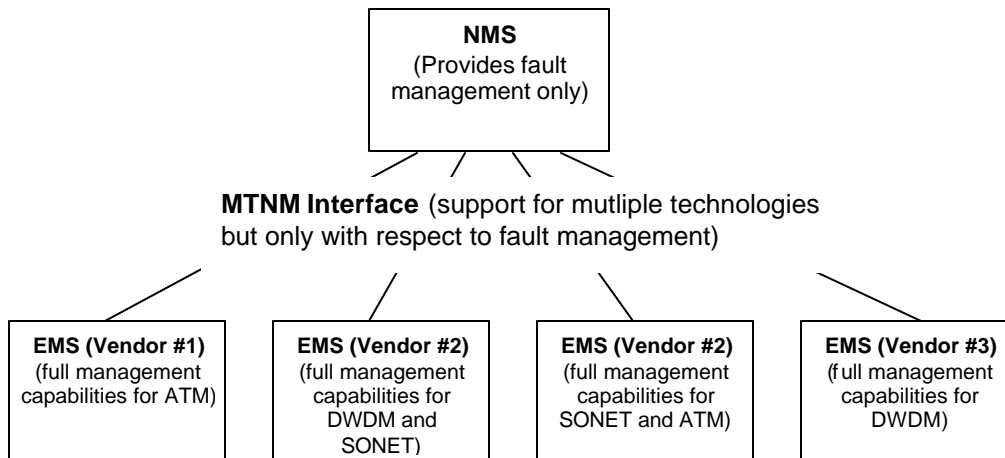 NMS
(Provides fault
management only)
MTNM Interface (support for mutliple technologies
but only with respect to fault management)
EMS (Vendor #1)
(full management
capabilities for ATM)
EMS (Vendor #2)
(full management
capabilities for
DWDM and
SONET)
EMS (Vendor #2)
(full management
capabilities for
SONET and ATM)
EMS (Vendor #3)
(full management
capabilities for
DWDM)